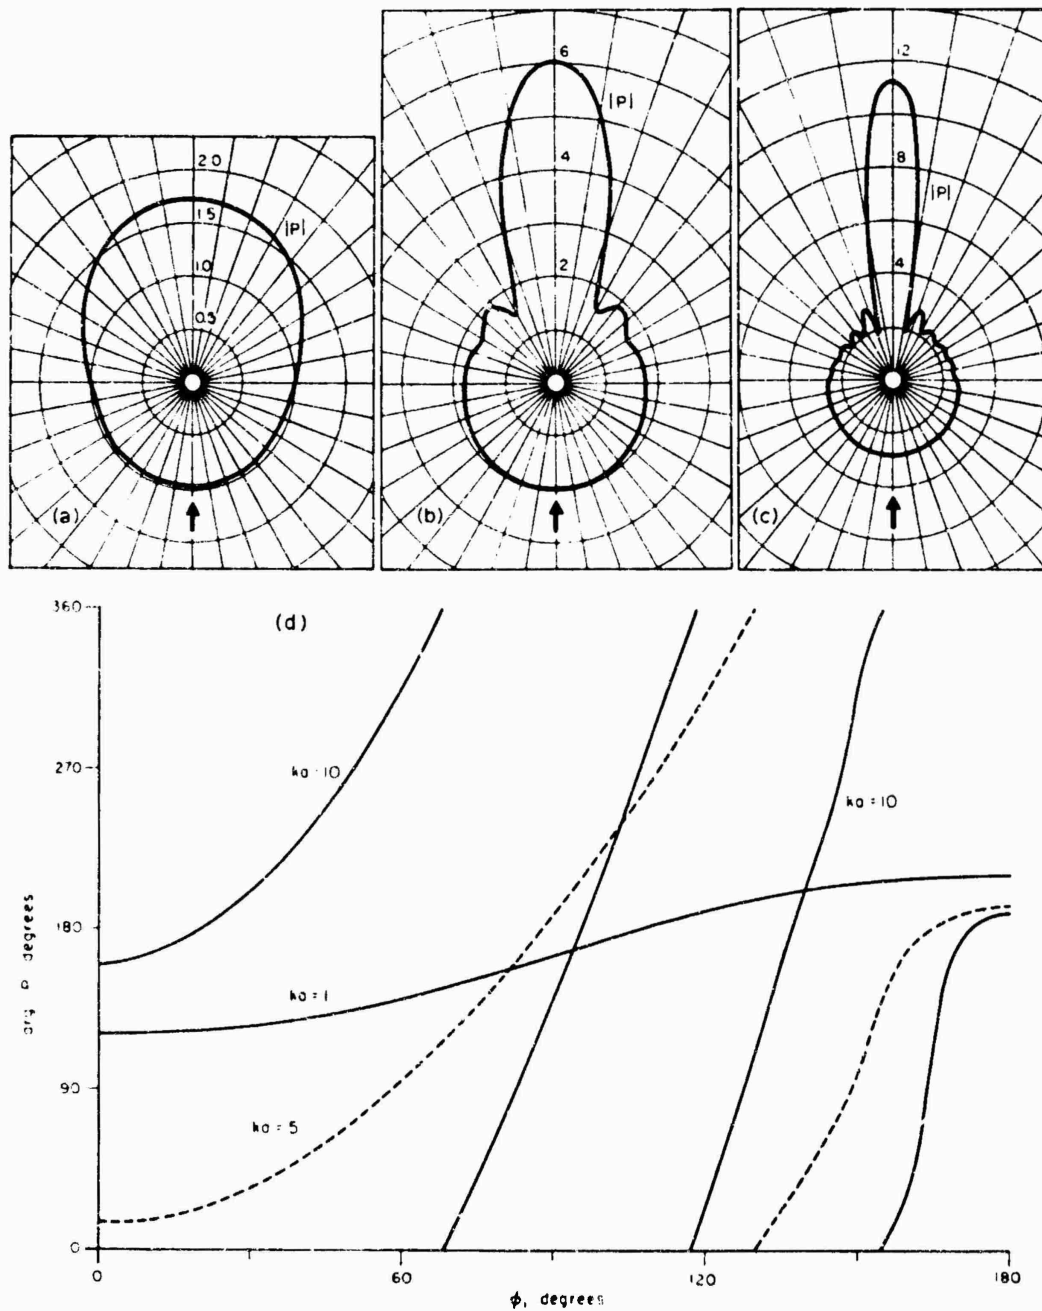 6
|P|
4
2
(b)
12
8
|P|
4
(c)
2.0
|P|
1.5
1.0
0.5
(a)
360
(d)
270
ka = 10
ka = 10
180
degrees
ka = 1
90
ka = 5
0
0
60
120
180
ϕ, degrees